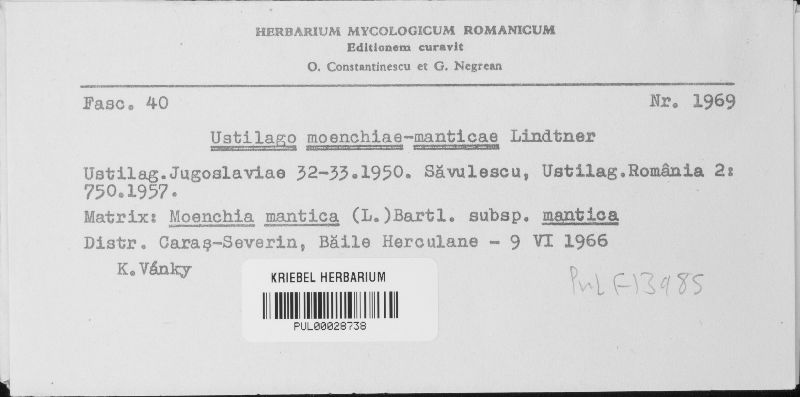 HERBARIUM MYCOLOGICUM ROMANICUM
Editionem curavit
O. Constantinescu et G. Negrean
Fasc. 40 Nr. 1969
Ustilago moenchiae-manticae Lindtner
Ustilag.Jugoslaviae 32-33.1950. Săvulescu, Ustilag.România 2:
750.1957.
Matrix: Moenchia mantica (L.)Bartl. subsp. mantica
Distr. Caraş-Severin, Băile Herculane - 9 VI 1966
K.Vánky
KRIEBEL HERBARIUM
PUL00028738
PUL F13985